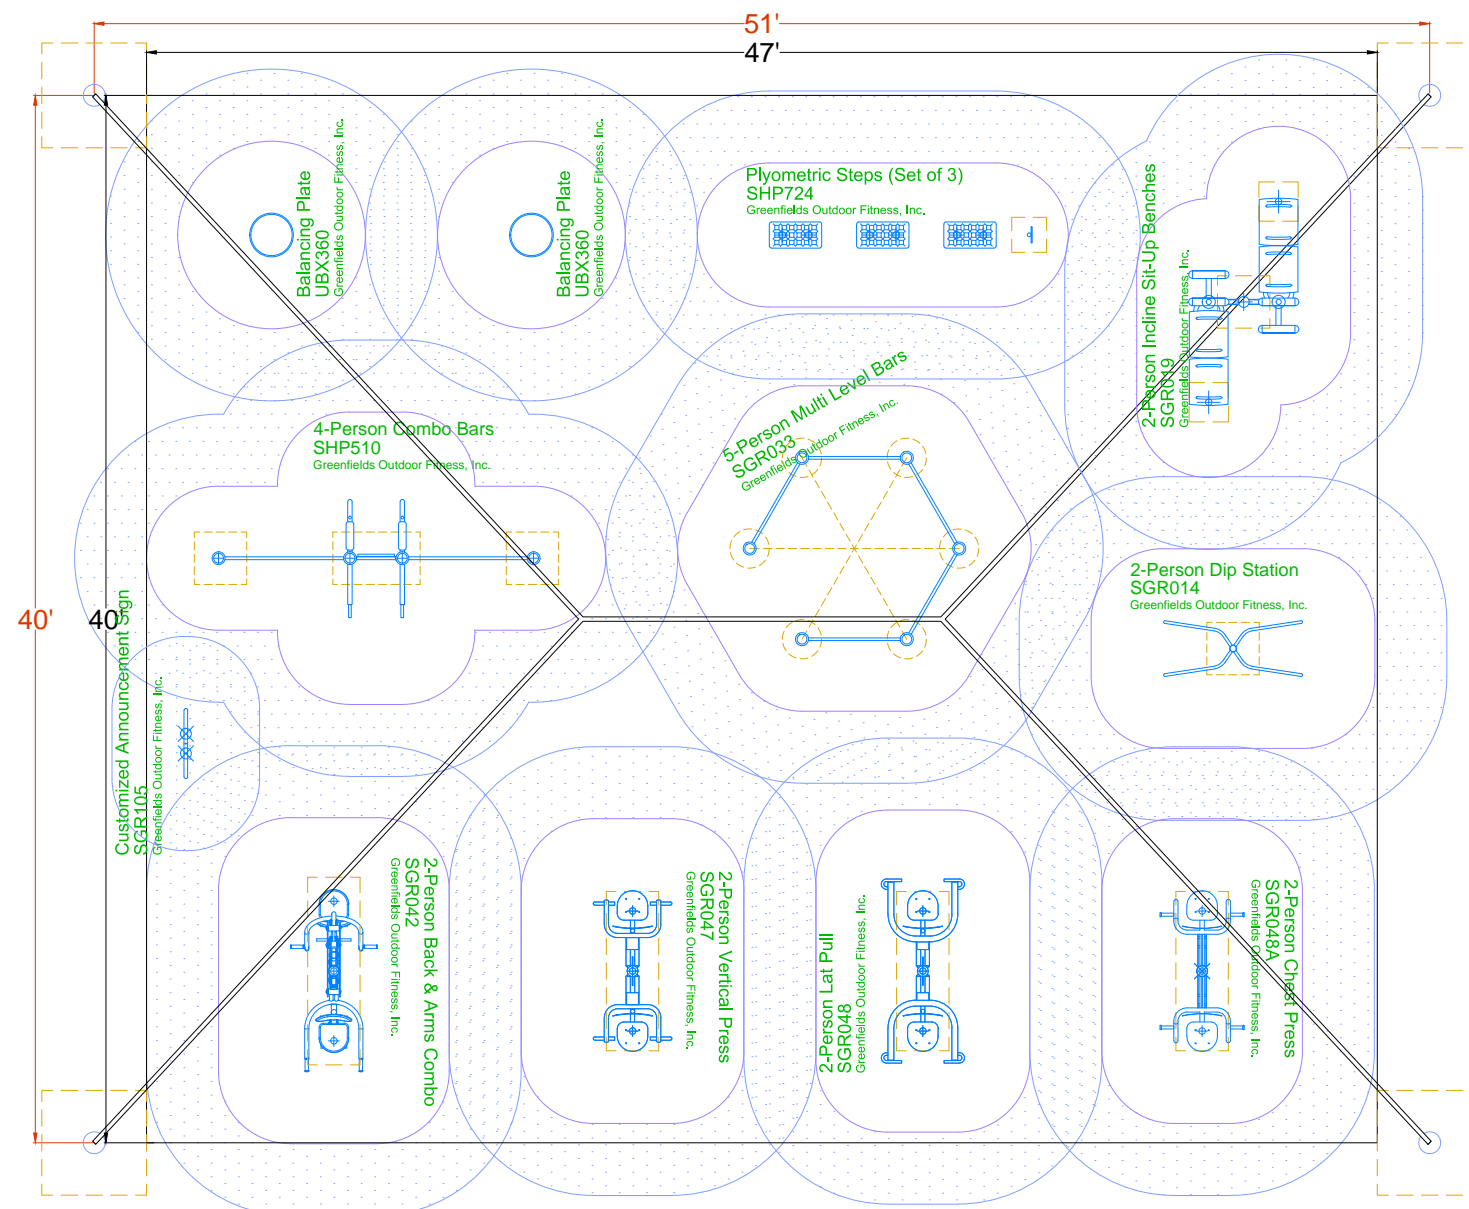 51'
47'
Balancing Plate
UBX360
Greenfields Outdoor Fitness, Inc.
Balancing Plate
UBX360
Greenfields Outdoor Fitness, Inc.
Plyometric Steps (Set of 3)
SHP724
Greenfields Outdoor Fitness, Inc.
2-Person Incline Sit-Up Benches
SGR019
Greenfields Outdoor Fitness, Inc.
4-Person Combo Bars
SHP510
Greenfields Outdoor Fitness, Inc.
5-Person Multi Level Bars
SGR033
Greenfields Outdoor Fitness, Inc.
2-Person Dip Station
SGR014
Greenfields Outdoor Fitness, Inc.
40'
40'
Customized Announcement Sign
SGR105
Greenfields Outdoor Fitness, Inc.
2-Person Back & Arms Combo
SGR042
Greenfields Outdoor Fitness, Inc.
2-Person Vertical Press
SGR047
Greenfields Outdoor Fitness, Inc.
2-Person Lat Pull
SGR048
Greenfields Outdoor Fitness, Inc.
2-Person Chest Press
SGR048A
Greenfields Outdoor Fitness, Inc.